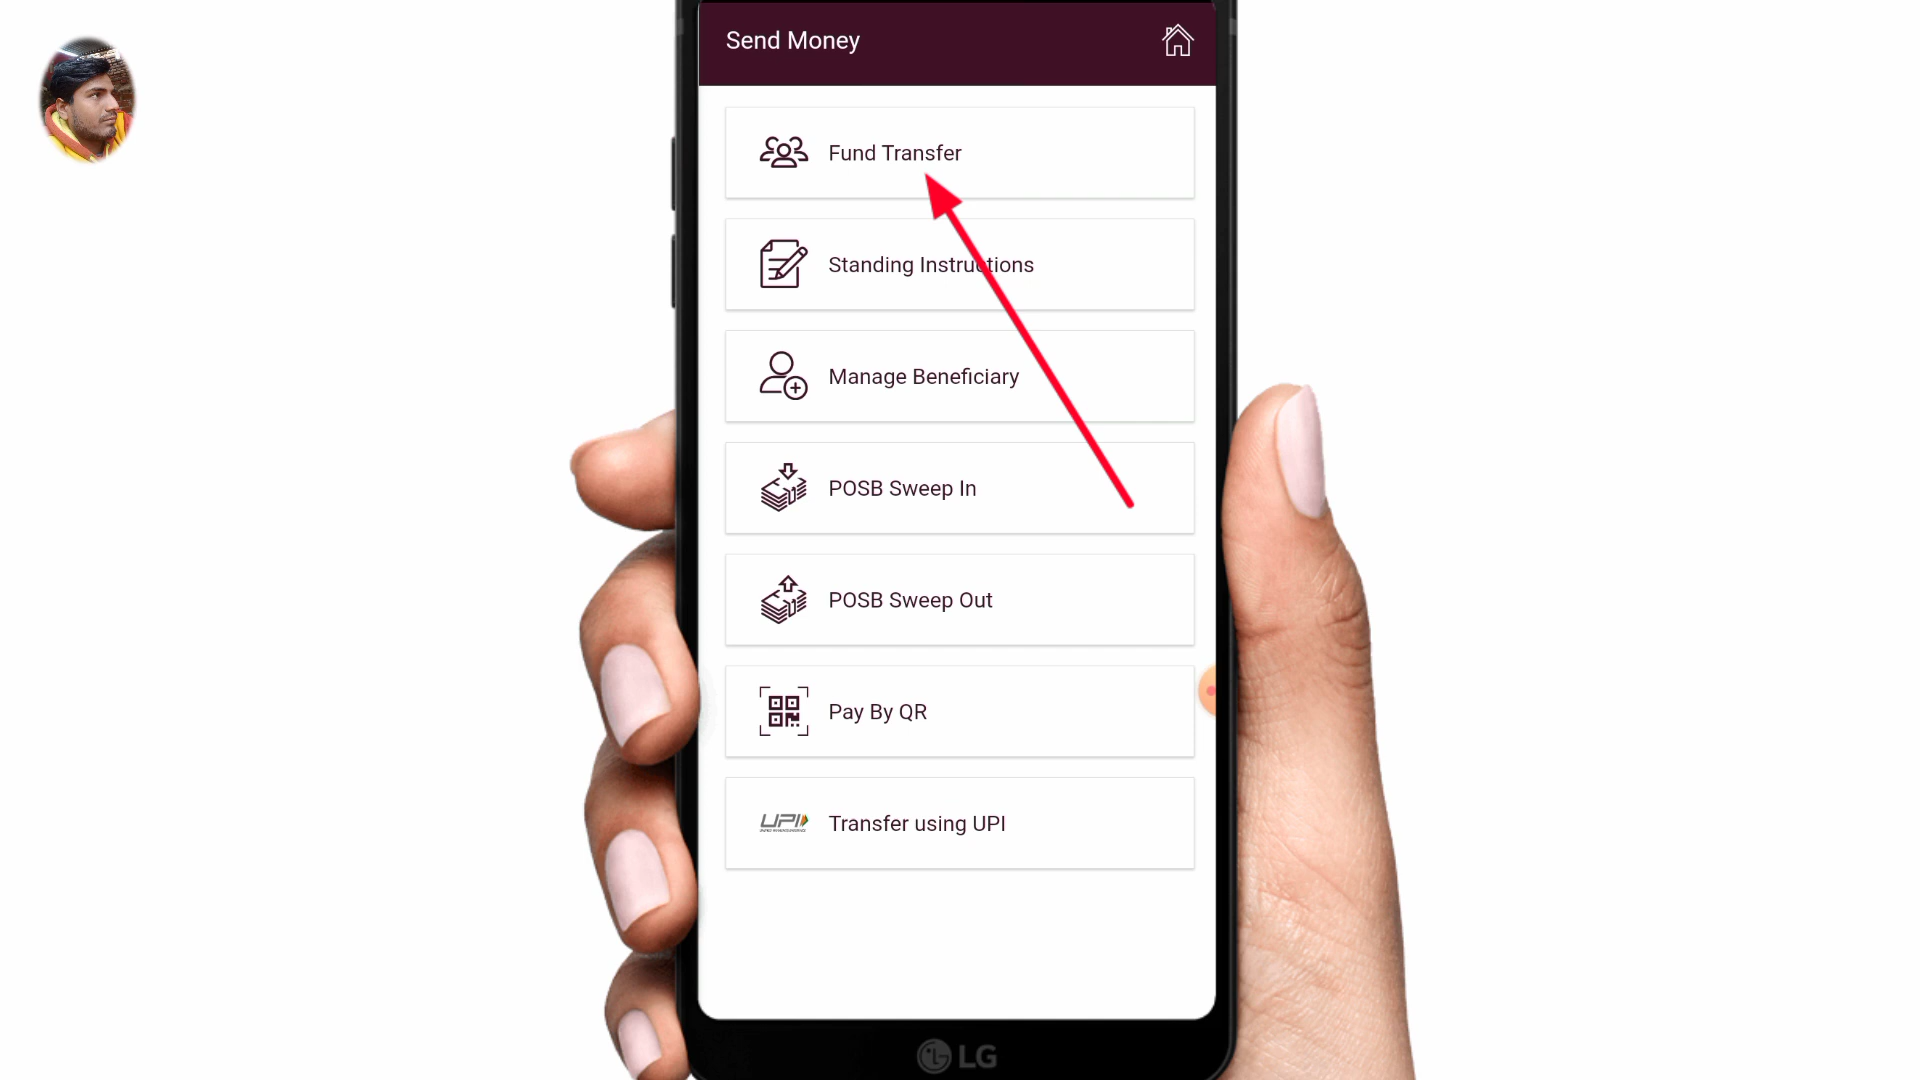 Send Money
Fund Transfer
Standing Instructions
Manage Beneficiary
POSB Sweep In
POSB Sweep Out
Pay By QR
UPI
Transfer using UPI
LG